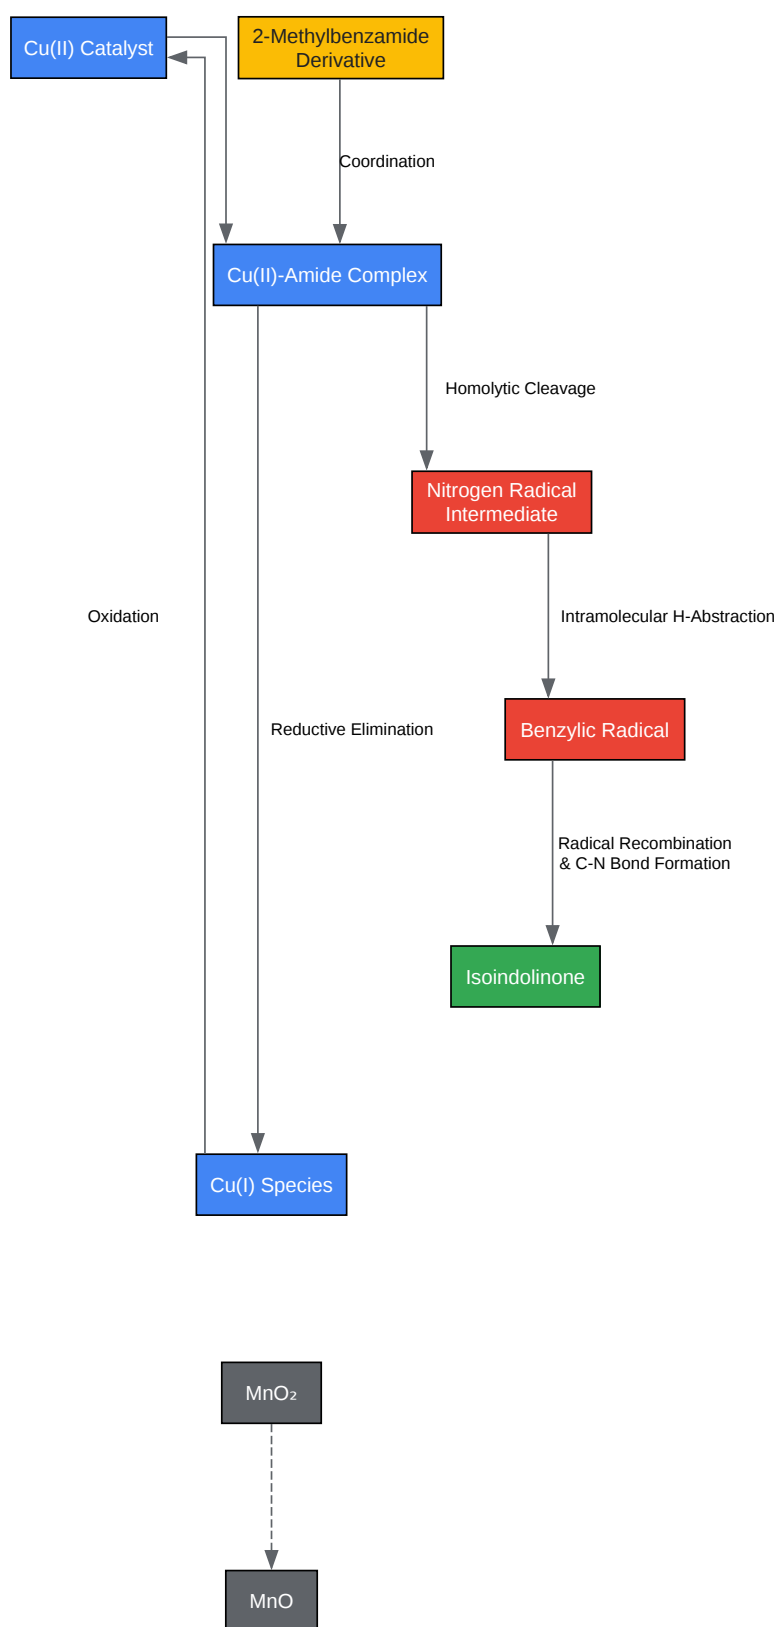 Cu(II) Catalyst
2-Methylbenzamide
Derivative
Coordination
Cu(II)-Amide Complex
Homolytic Cleavage
Nitrogen Radical
Intermediate
Oxidation
Intramolecular H-Abstraction
Reductive Elimination
Benzylic Radical
Radical Recombination
& C-N Bond Formation
Isoindolinone
Cu(I) Species
MnO₂
MnO